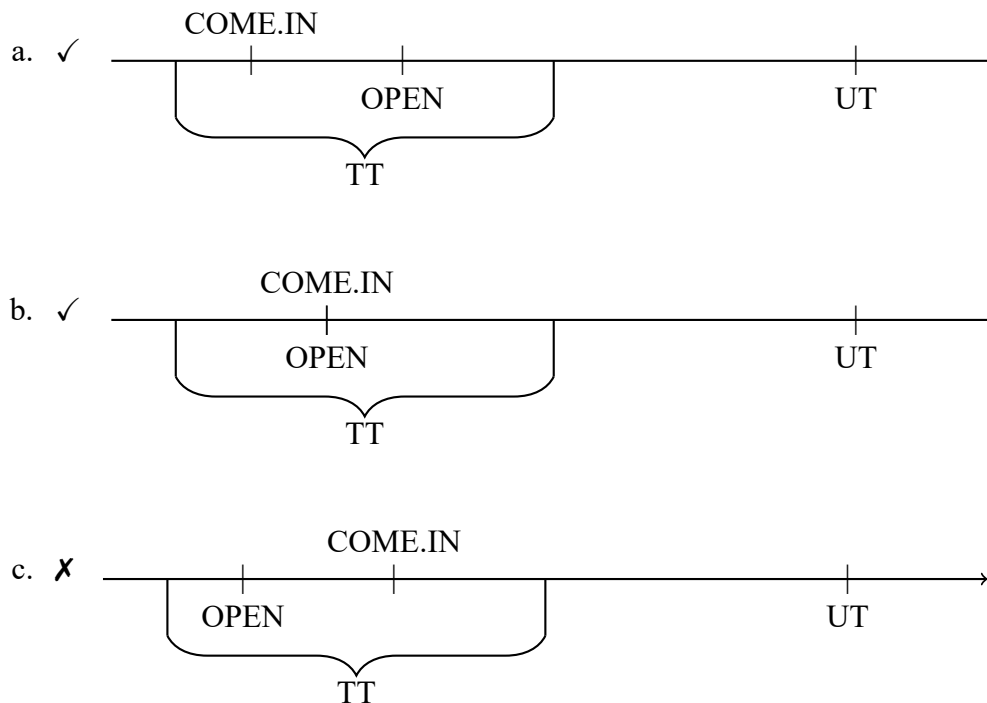 COME.IN
a. ✓
OPEN UT
TT
COME.IN
b. ✓
OPEN UT
TT
COME.IN
c. ✗
OPEN UT
TT